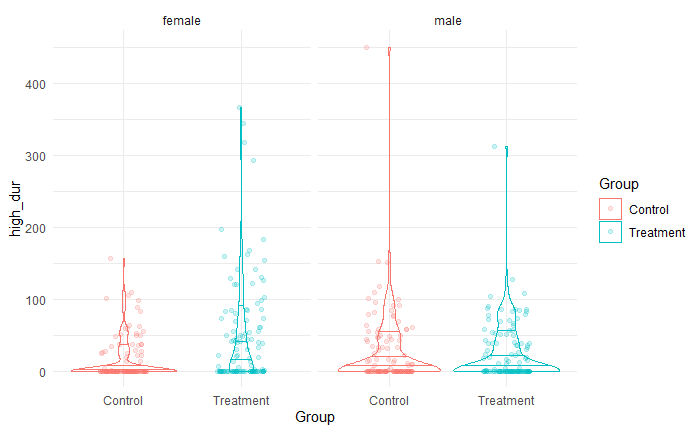 female
male
high_dur
400
300
200
100
0
Control
Treatment
Control
Treatment
Group
Group
Control
Treatment